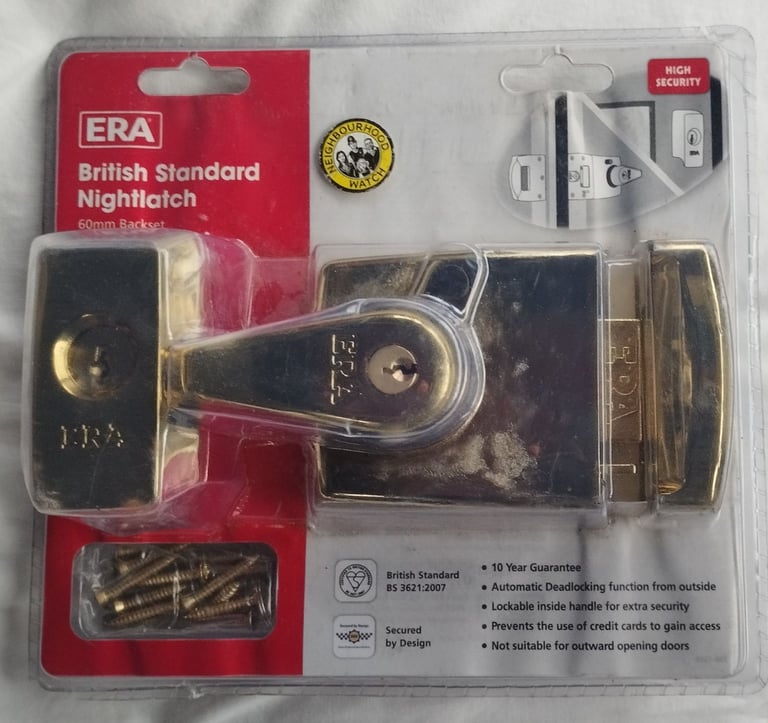 ERA
British Standard
Nightlatch
60mm Backset
NEIGHBOURHOOD
WATCH
HIGH
SECURITY
ERA
ERA
ERA
ERA
British Standard
BS 3621:2007
Secured
by Design
• 10 Year Guarantee
• Automatic Deadlocking function from outside
• Lockable inside handle for extra security
• Prevents the use of credit cards to gain access
• Not suitable for outward opening doors